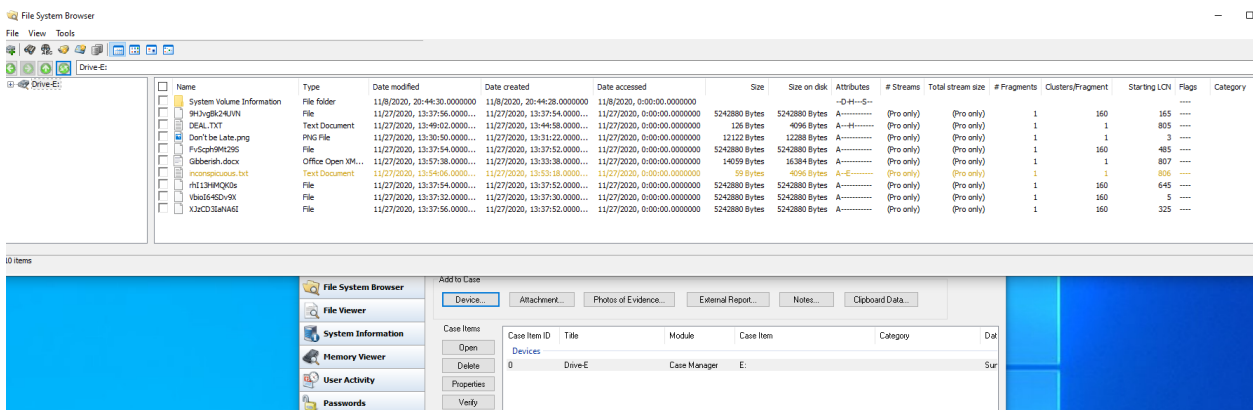 File System Browser
File View Tools
Drive-E:
Drive-E:
Name Type Date modified Date created Date accessed Size Size on disk Attributes # Streams Total stream size # Fragments Clusters/Fragment Starting LCN Flags Category
System Volume Information File folder 11/8/2020, 20:44:30.0000000 11/8/2020, 20:44:28.0000000 11/8/2020, 0:00:00.0000000 --D-H---S-- ----
9HJvgBk24UVN File 11/27/2020, 13:37:56.0000... 11/27/2020, 13:37:54.0000... 11/27/2020, 0:00:00.0000000 5242880 Bytes 5242880 Bytes A----------- (Pro only) (Pro only) 1 160 165 ----
DEAL.TXT Text Document 11/27/2020, 13:49:02.0000... 11/27/2020, 13:44:58.0000... 11/27/2020, 0:00:00.0000000 126 Bytes 4096 Bytes A---H------- (Pro only) (Pro only) 1 1 805 ----
Don't be Late.png PNG File 11/27/2020, 13:30:50.0000... 11/27/2020, 13:31:22.0000... 11/27/2020, 0:00:00.0000000 12122 Bytes 12288 Bytes A----------- (Pro only) (Pro only) 1 1 3 ----
FvScph9Mt29S File 11/27/2020, 13:37:54.0000... 11/27/2020, 13:37:52.0000... 11/27/2020, 0:00:00.0000000 5242880 Bytes 5242880 Bytes A----------- (Pro only) (Pro only) 1 160 485 ----
Gibberish.docx Office Open XM... 11/27/2020, 13:57:38.0000... 11/27/2020, 13:33:38.0000... 11/27/2020, 0:00:00.0000000 14059 Bytes 16384 Bytes A----------- (Pro only) (Pro only) 1 1 807 ----
inconspicuous.txt Text Document 11/27/2020, 13:54:06.0000... 11/27/2020, 13:53:18.0000... 11/27/2020, 0:00:00.0000000 59 Bytes 4096 Bytes A--E-------- (Pro only) (Pro only) 1 1 806 ----
rhI13HiMQK0s File 11/27/2020, 13:37:54.0000... 11/27/2020, 13:37:52.0000... 11/27/2020, 0:00:00.0000000 5242880 Bytes 5242880 Bytes A----------- (Pro only) (Pro only) 1 160 645 ----
VbioI64SDv9X File 11/27/2020, 13:37:32.0000... 11/27/2020, 13:37:30.0000... 11/27/2020, 0:00:00.0000000 5242880 Bytes 5242880 Bytes A----------- (Pro only) (Pro only) 1 160 5 ----
XJzCD3IaNA6I File 11/27/2020, 13:37:56.0000... 11/27/2020, 13:37:52.0000... 11/27/2020, 0:00:00.0000000 5242880 Bytes 5242880 Bytes A----------- (Pro only) (Pro only) 1 160 325 ----
10 items
File System Browser
File Viewer
System Information
Memory Viewer
User Activity
Passwords
Add to Case
Device... Attachment... Photos of Evidence... External Report... Notes... Clipboard Data...
Case Items
Open
Delete
Properties
Verify
Case Item ID Title Module Case Item Category Dat
Devices
0 Drive-E Case Manager E: Sur